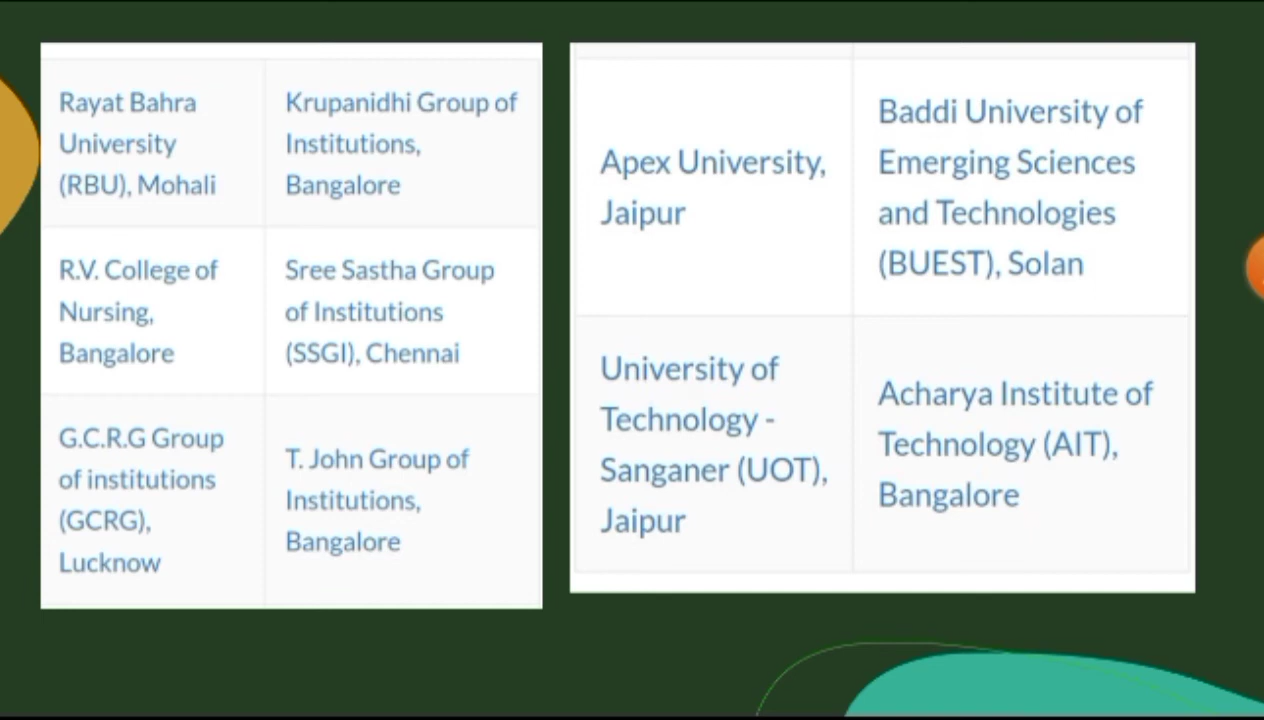 Rayat Bahra
University
(RBU), Mohali
Krupanidhi Group of
Institutions,
Bangalore
R.V. College of
Nursing,
Bangalore
Sree Sastha Group
of Institutions
(SSGI), Chennai
G.C.R.G Group
of institutions
(GCRG),
Lucknow
T. John Group of
Institutions,
Bangalore
Apex University,
Jaipur
Baddi University of
Emerging Sciences
and Technologies
(BUEST), Solan
University of
Technology -
Sanganer (UOT),
Jaipur
Acharya Institute of
Technology (AIT),
Bangalore